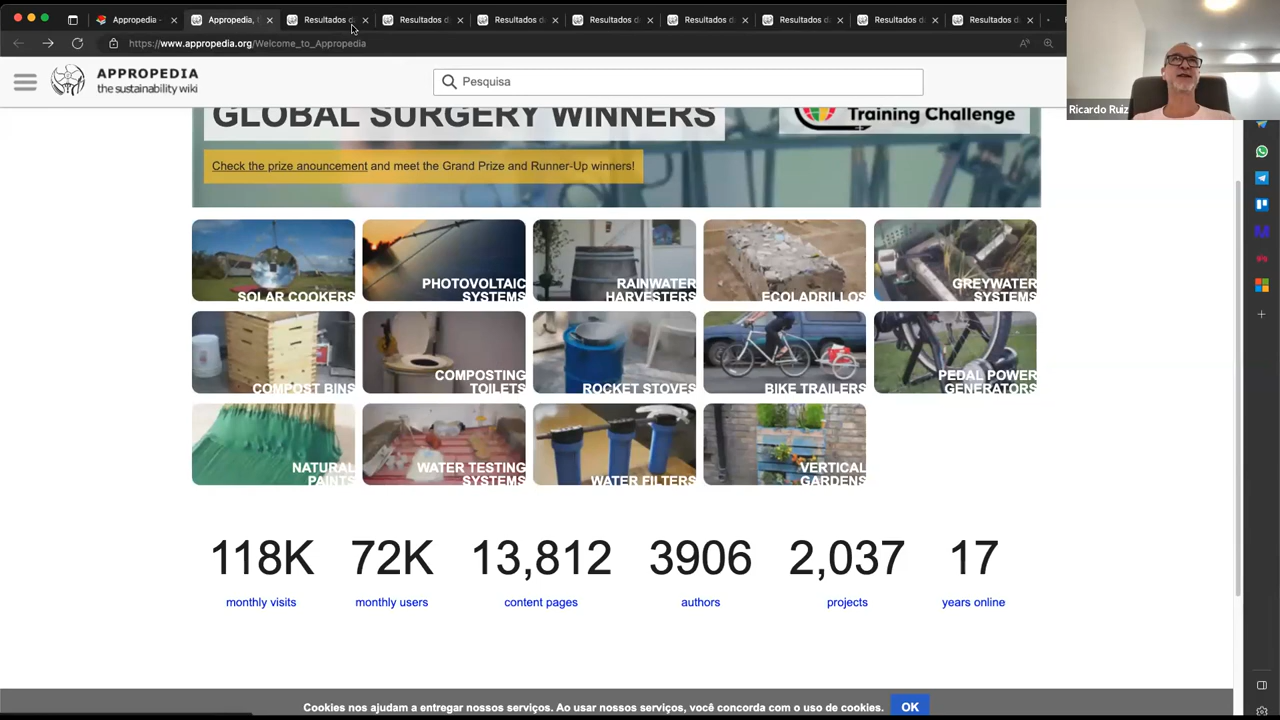 Appropedia -
Appropedia, t
Resultados d
Resultados d
Resultados d
Resultados d
Resultados d
Resultados d
Resultados d
Resultados d
https://www.appropedia.org/Welcome_to_Appropedia
APPROPEDIA
the sustainability wiki
Pesquisa
Ricardo Ruiz
GLOBAL SURGERY WINNERS
Training Challenge
Check the prize anouncement and meet the Grand Prize and Runner-Up winners!
SOLAR COOKERS
PHOTOVOLTAIC
SYSTEMS
RAINWATER
HARVESTERS
ECOLADRILLOS
GREYWATER
SYSTEMS
COMPOST BINS
COMPOSTING
TOILETS
ROCKET STOVES
BIKE TRAILERS
PEDAL POWER
GENERATORS
NATURAL
PAINTS
WATER TESTING
SYSTEMS
WATER FILTERS
VERTICAL
GARDENS
118K 72K 13,812 3906 2,037 17
monthly visits monthly users content pages authors projects years online
Cookies nos ajudam a entregar nossos serviços. Ao usar nossos serviços, você concorda com o uso de cookies. OK